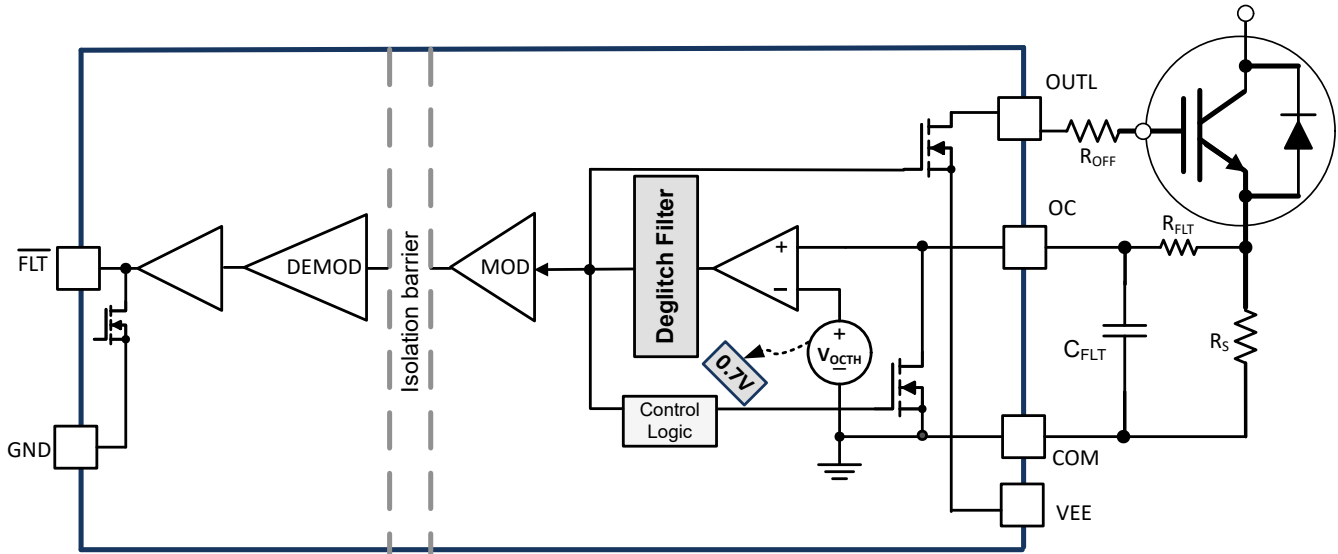 OUTL
R_OFF
OC
R_FLT
FLT
DEMOD
Isolation barrier
MOD
Deglitch Filter
+
−
+
V_OCTH
−
0.7V
C_FLT
R_S
Control
Logic
GND
COM
VEE